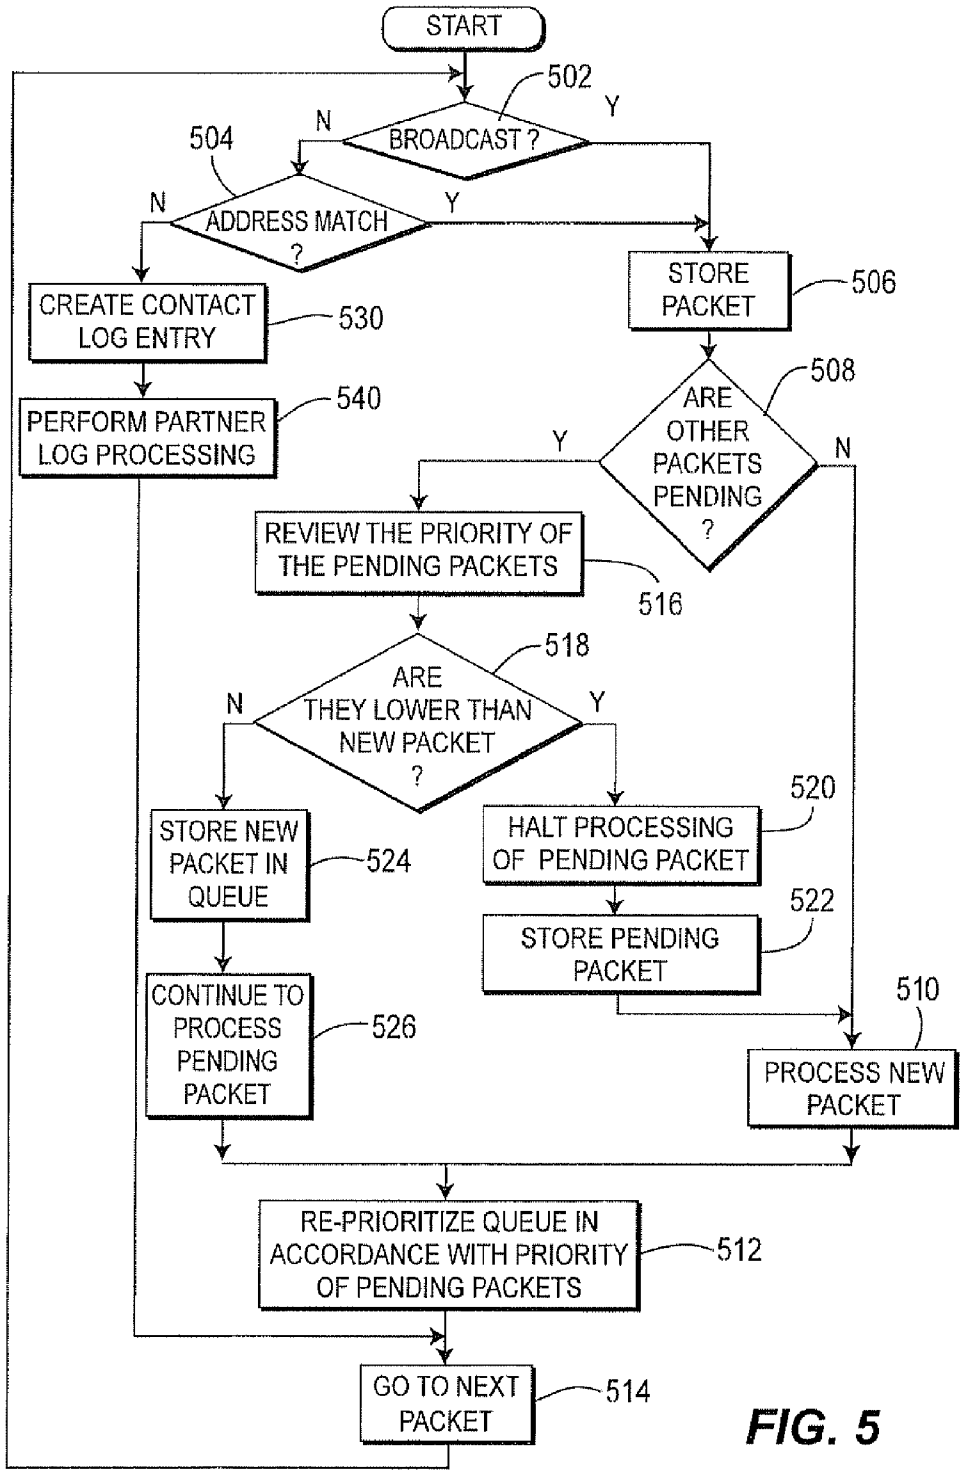 START
502
BROADCAST ?
N
Y
504
ADDRESS MATCH
?
N
Y
STORE
PACKET
506
CREATE CONTACT
LOG ENTRY
530
508
ARE
OTHER
PACKETS
PENDING
?
Y
N
540
PERFORM PARTNER
LOG PROCESSING
REVIEW THE PRIORITY OF
THE PENDING PACKETS
516
518
ARE
THEY LOWER THAN
NEW PACKET
?
N
Y
520
HALT PROCESSING
OF PENDING PACKET
STORE NEW
PACKET IN
QUEUE
524
522
STORE PENDING
PACKET
CONTINUE TO
PROCESS
PENDING
PACKET
526
510
PROCESS NEW
PACKET
RE-PRIORITIZE QUEUE IN
ACCORDANCE WITH PRIORITY
OF PENDING PACKETS
512
GO TO NEXT
PACKET
514
FIG. 5